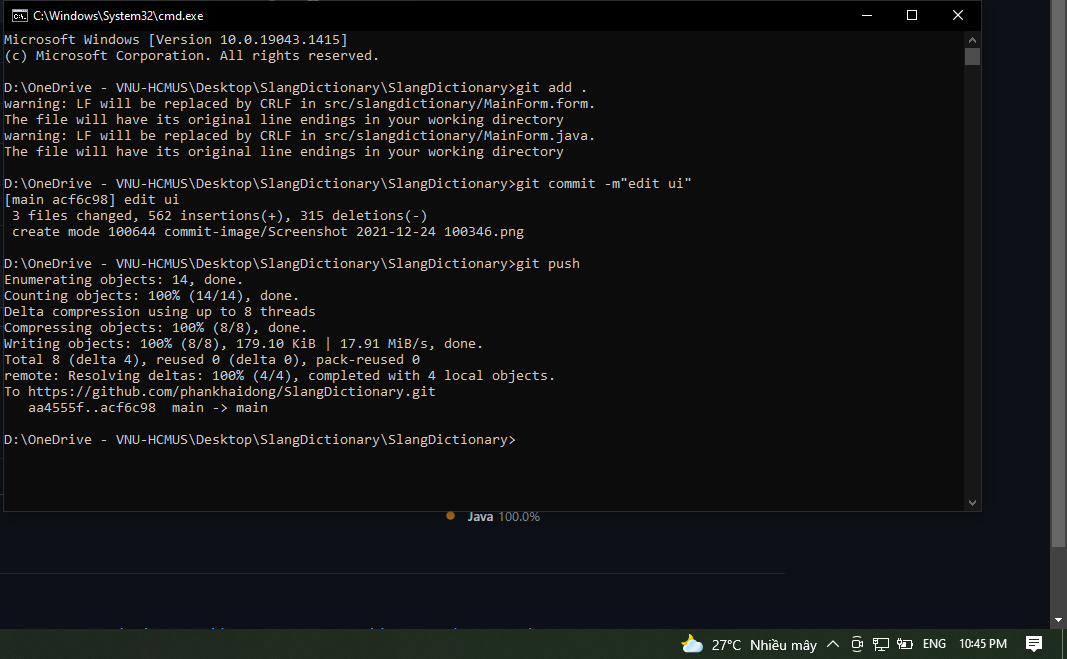 C:\Windows\System32\cmd.exe
Microsoft Windows [Version 10.0.19043.1415]
(c) Microsoft Corporation. All rights reserved.
D:\OneDrive - VNU-HCMUS\Desktop\SlangDictionary\SlangDictionary>git add .
warning: LF will be replaced by CRLF in src/slangdictionary/MainForm.form.
The file will have its original line endings in your working directory
warning: LF will be replaced by CRLF in src/slangdictionary/MainForm.java.
The file will have its original line endings in your working directory
D:\OneDrive - VNU-HCMUS\Desktop\SlangDictionary\SlangDictionary>git commit -m"edit ui"
[main acf6c98] edit ui
 3 files changed, 562 insertions(+), 315 deletions(-)
 create mode 100644 commit-image/Screenshot 2021-12-24 100346.png
D:\OneDrive - VNU-HCMUS\Desktop\SlangDictionary\SlangDictionary>git push
Enumerating objects: 14, done.
Counting objects: 100% (14/14), done.
Delta compression using up to 8 threads
Compressing objects: 100% (8/8), done.
Writing objects: 100% (8/8), 179.10 KiB | 17.91 MiB/s, done.
Total 8 (delta 4), reused 0 (delta 0), pack-reused 0
remote: Resolving deltas: 100% (4/4), completed with 4 local objects.
To https://github.com/phankhaidong/SlangDictionary.git
   aa4555f..acf6c98  main -> main
D:\OneDrive - VNU-HCMUS\Desktop\SlangDictionary\SlangDictionary>
Java 100.0%
27°C Nhiều mây ENG 10:45 PM